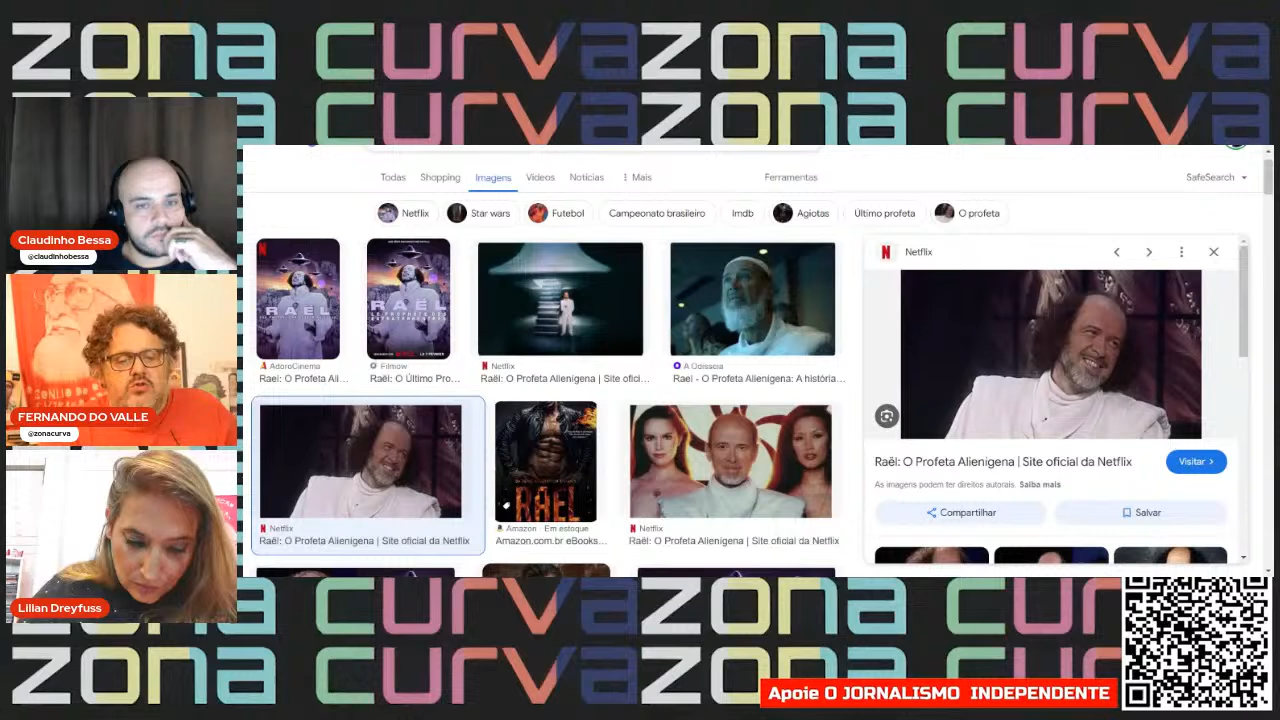 zona curva zona curva
zona curva zona curva
Claudinho Bessa
@claudinhobessa
FERNANDO DO VALLE
@zonacurva
Lilian Dreyfuss
Todas Shopping Imagens Vídeos Notícias Mais Ferramentas SafeSearch
Netflix Star wars Futebol Campeonato brasileiro Imdb Agiotas Último profeta O profeta
RAËL RAËL
AdoroCinema Filmow Netflix A Odisseia
Rael: O Profeta Ali... Raël: O Último Pro... Raël: O Profeta Alienígena | Site ofici... Rael - O Profeta Alienígena: A história...
RAEL
Netflix Amazon · Em estoque Netflix
Raël: O Profeta Alienígena | Site oficial da Netflix Amazon.com.br eBooks... Raël: O Profeta Alienígena | Site oficial da Netflix
Netflix
Raël: O Profeta Alienígena | Site oficial da Netflix
Visitar
As imagens podem ter direitos autorais. Saiba mais
Compartilhar Salvar
zona curva zona cur
zona curva zona cur
Apoie O JORNALISMO INDEPENDENTE